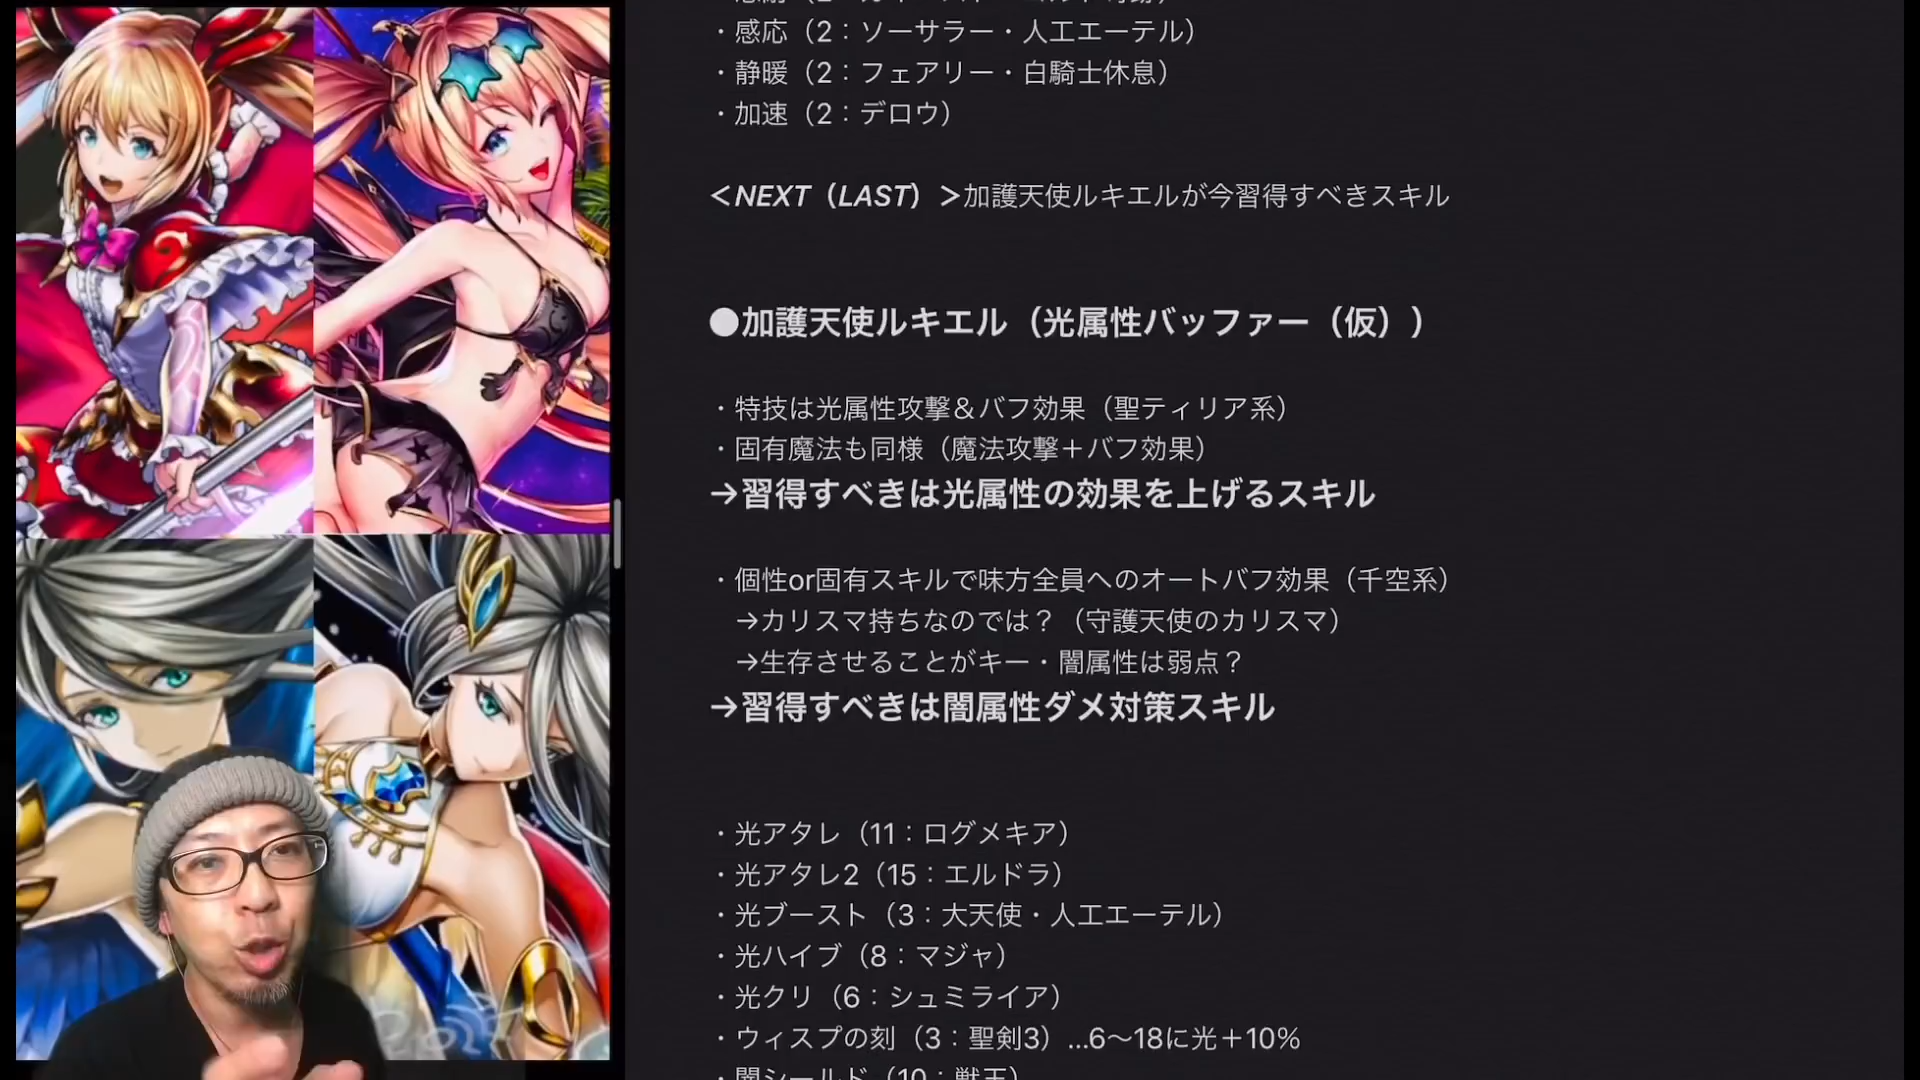 ・感応（2：ソーサラー・人工エーテル）
・静暖（2：フェアリー・白騎士休息）
・加速（2：デロウ）
＜NEXT（LAST）＞加護天使ルキエルが今習得すべきスキル
●加護天使ルキエル（光属性バッファー（仮））
・特技は光属性攻撃＆バフ効果（聖ティリア系）
・固有魔法も同様（魔法攻撃＋バフ効果）
→習得すべきは光属性の効果を上げるスキル
・個性or固有スキルで味方全員へのオートバフ効果（千空系）
→カリスマ持ちなのでは？（守護天使のカリスマ）
→生存させることがキー・闇属性は弱点？
→習得すべきは闇属性ダメ対策スキル
・光アタレ（11：ログメキア）
・光アタレ2（15：エルドラ）
・光ブースト（3：大天使・人工エーテル）
・光ハイブ（8：マジャ）
・光クリ（6：シュミライア）
・ウィスプの刻（3：聖剣3）…6〜18に光＋10%
・闇シールド（10：獣王）